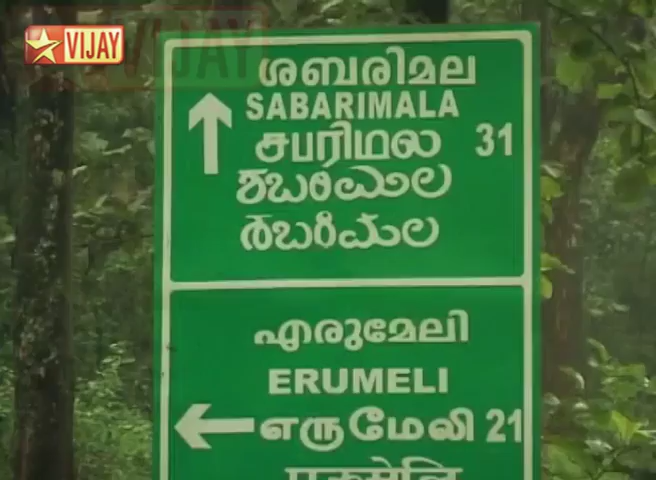 VIJAY
ശബരിമല
SABARIMALA
சபரிமல 31
ಶಬರಿಮಲ
శబరిమల
എരുമേലി
ERUMELI
எருமேலி 21